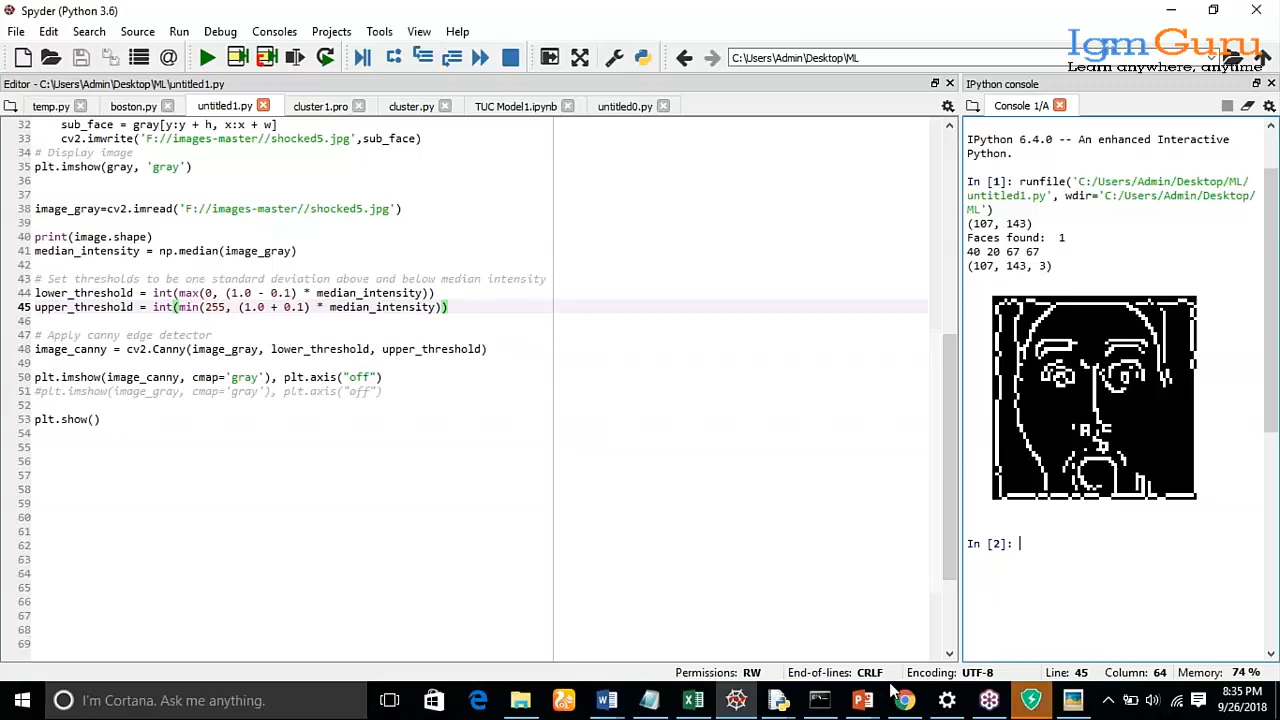 Spyder (Python 3.6)
File Edit Search Source Run Debug Consoles Projects Tools View Help
IgmGuru
Learn anywhere, anytime
C:\Users\Admin\Desktop\ML
Editor - C:\Users\Admin\Desktop\ML\untitled1.py
temp.py boston.py untitled1.py cluster1.pro cluster.py TUC Model1.ipynb untitled0.py
32 sub_face = gray[y:y + h, x:x + w]
33 cv2.imwrite('F://images-master//shocked5.jpg',sub_face)
34 # Display image
35 plt.imshow(gray, 'gray')
36
37
38 image_gray=cv2.imread('F://images-master//shocked5.jpg')
39
40 print(image.shape)
41 median_intensity = np.median(image_gray)
42
43 # Set thresholds to be one standard deviation above and below median intensity
44 lower_threshold = int(max(0, (1.0 - 0.1) * median_intensity))
45 upper_threshold = int(min(255, (1.0 + 0.1) * median_intensity))
46
47 # Apply canny edge detector
48 image_canny = cv2.Canny(image_gray, lower_threshold, upper_threshold)
49
50 plt.imshow(image_canny, cmap='gray'), plt.axis("off")
51 #plt.imshow(image_gray, cmap='gray'), plt.axis("off")
52
53 plt.show()
54
55
56
57
58
59
60
61
62
63
64
65
66
67
68
69
IPython console
Console 1/A
IPython 6.4.0 -- An enhanced Interactive
Python.
In [1]: runfile('C:/Users/Admin/Desktop/ML/
untitled1.py', wdir='C:/Users/Admin/Desktop/
ML')
(107, 143)
Faces found: 1
40 20 67 67
(107, 143, 3)
In [2]:
Permissions: RW End-of-lines: CRLF Encoding: UTF-8 Line: 45 Column: 64 Memory: 74 %
I'm Cortana. Ask me anything.
8:35 PM
9/26/2018